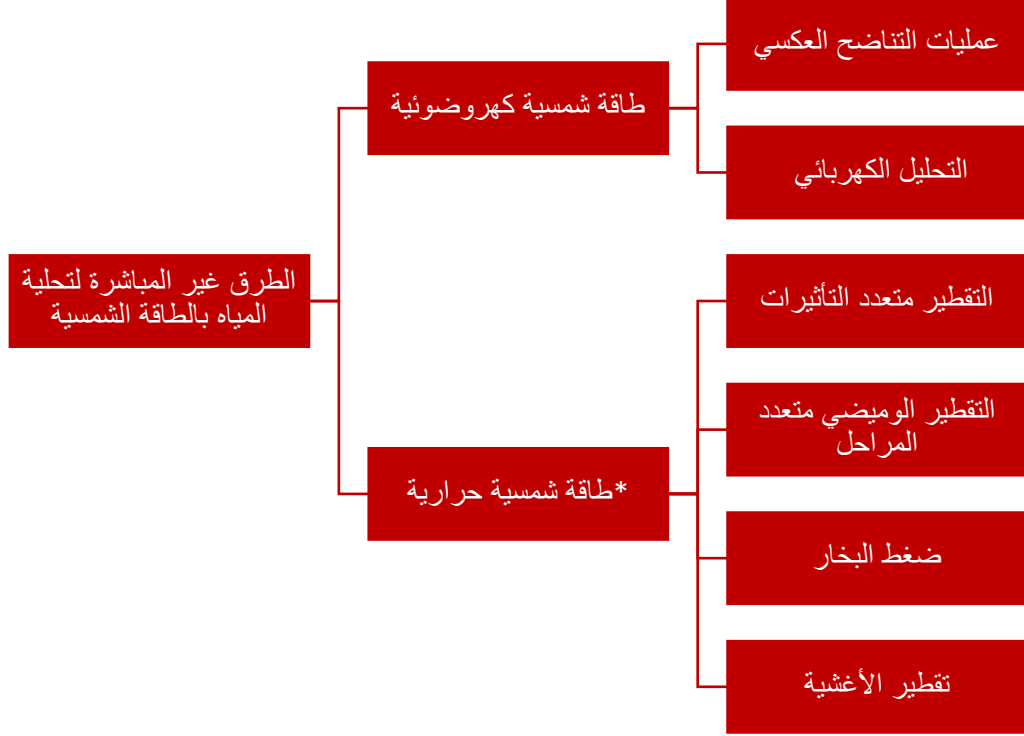 الطرق غير المباشرة لتحلية
المياه بالطاقة الشمسية
طاقة شمسية كهروضوئية
عمليات التناضح العكسي
التحليل الكهربائي
*طاقة شمسية حرارية
التقطير متعدد التأثيرات
التقطير الوميضي متعدد
المراحل
ضغط البخار
تقطير الأغشية